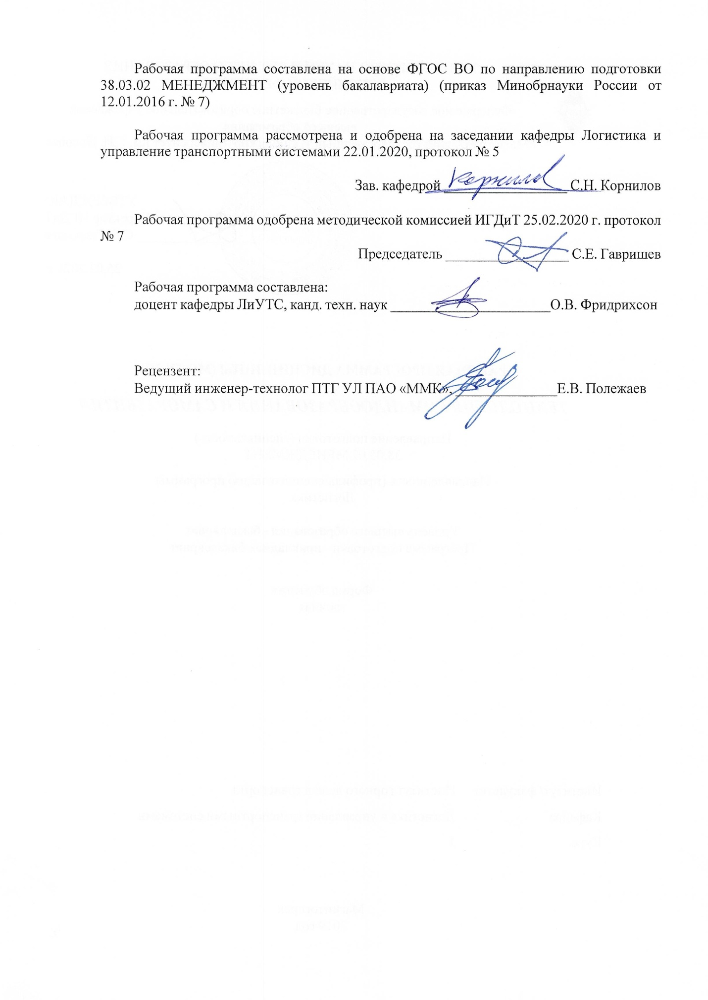 Рабочая программа составлена на основе ФГОС ВО по направлению подготовки
38.03.02 МЕНЕДЖМЕНТ (уровень бакалавриата) (приказ Минобрнауки России от
12.01.2016 г. № 7)
Рабочая программа рассмотрена и одобрена на заседании кафедры Логистика и
управление транспортными системами 22.01.2020, протокол № 5
Зав. кафедрой __________________ С.Н. Корнилов
Рабочая программа одобрена методической комиссией ИГДиТ 25.02.2020 г. протокол
№ 7
Председатель __________________ С.Е. Гавришев
Рабочая программа составлена:
доцент кафедры ЛиУТС, канд. техн. наук _______________________О.В. Фридрихсон
Рецензент:
Ведущий инженер-технолог ПТГ УЛ ПАО «ММК», _______________Е.В. Полежаев